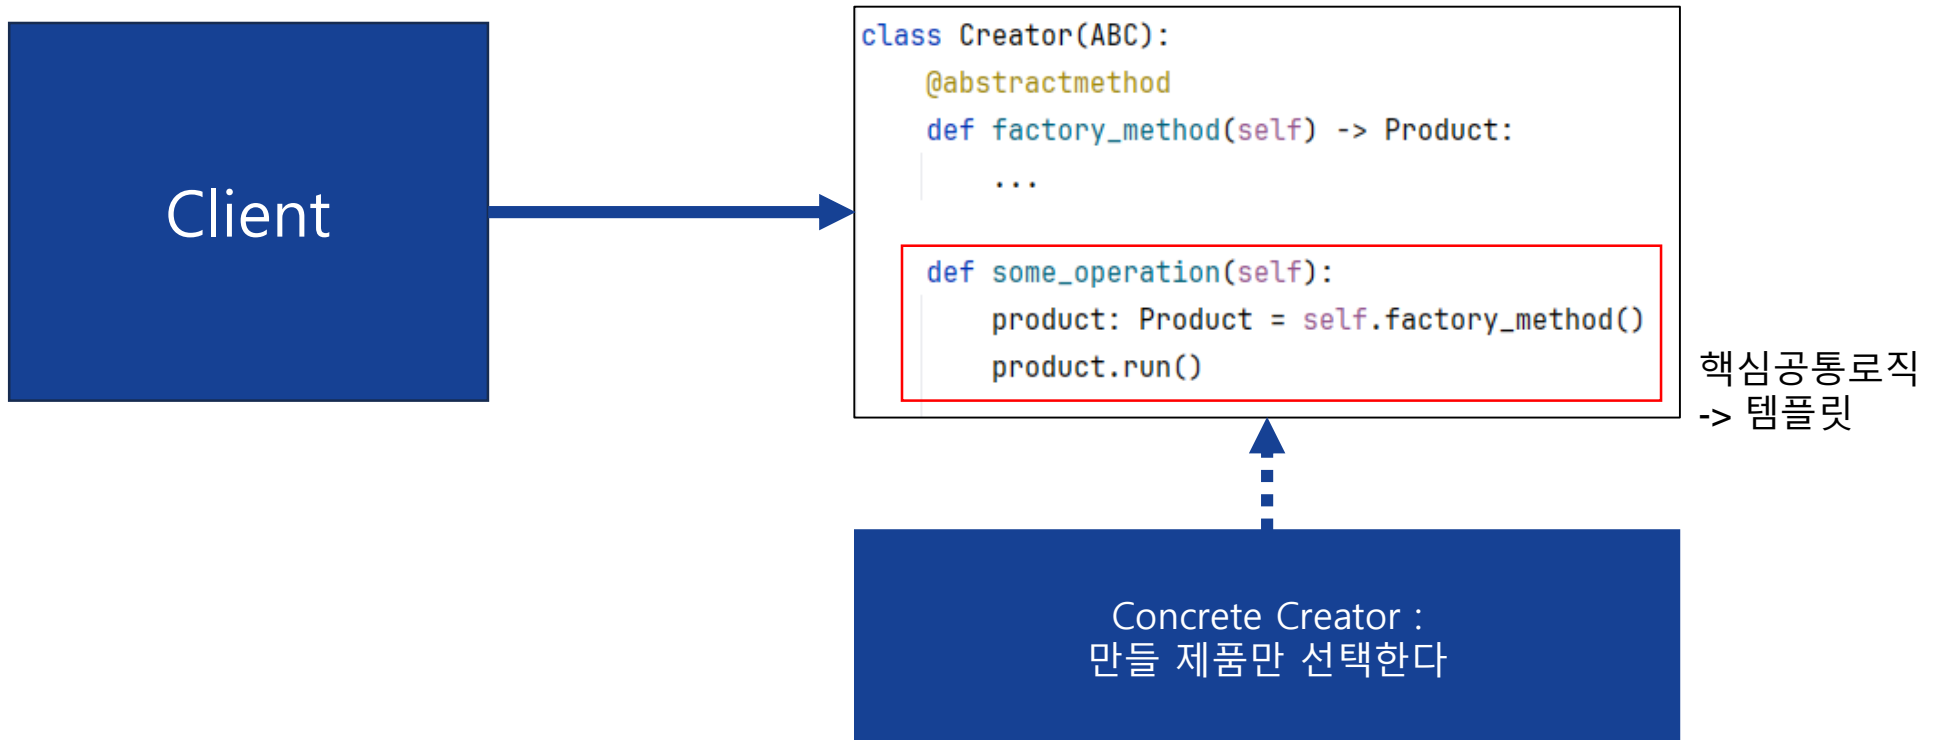 Client
class Creator(ABC):
    @abstractmethod
    def factory_method(self) -> Product:
        ...
    def some_operation(self):
        product: Product = self.factory_method()
        product.run()
핵심공통로직
-> 템플릿
Concrete Creator :
만들 제품만 선택한다